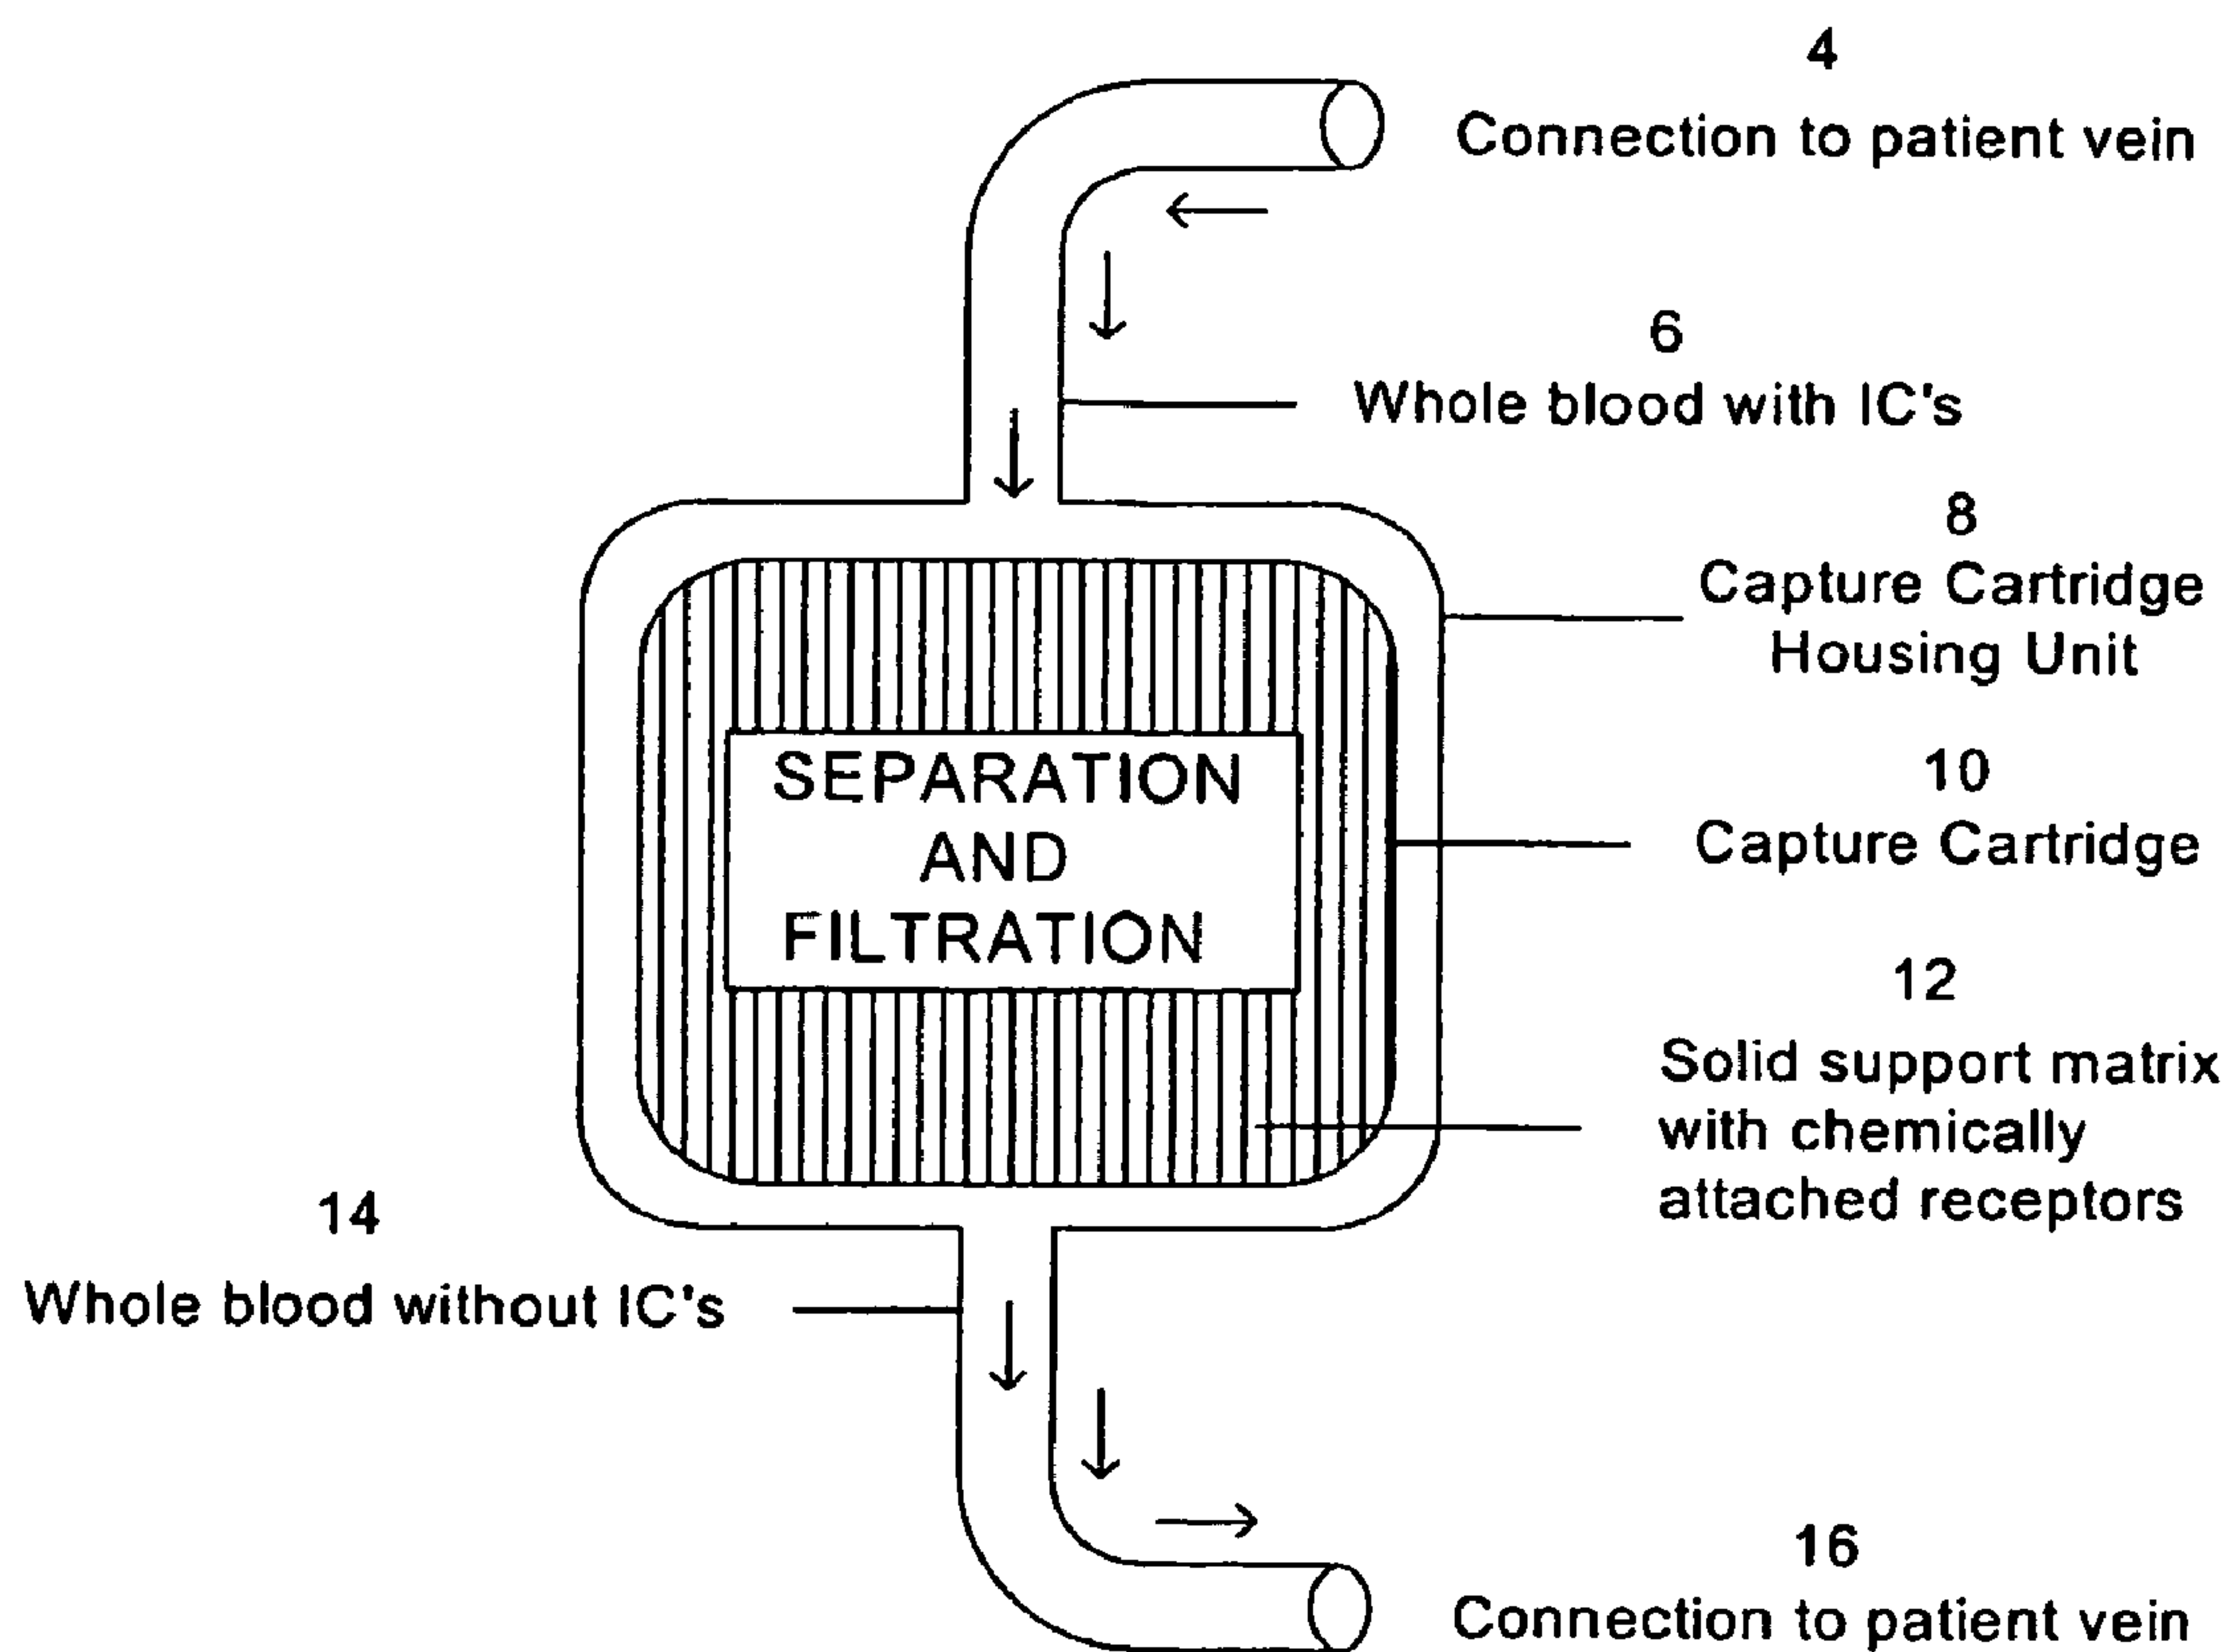 4
Connection to patient vein
6
Whole blood with IC's
8
Capture Cartridge
Housing Unit
SEPARATION
AND
FILTRATION
10
Capture Cartridge
12
Solid support matrix
with chemically
attached receptors
14
Whole blood without IC's
16
Connection to patient vein